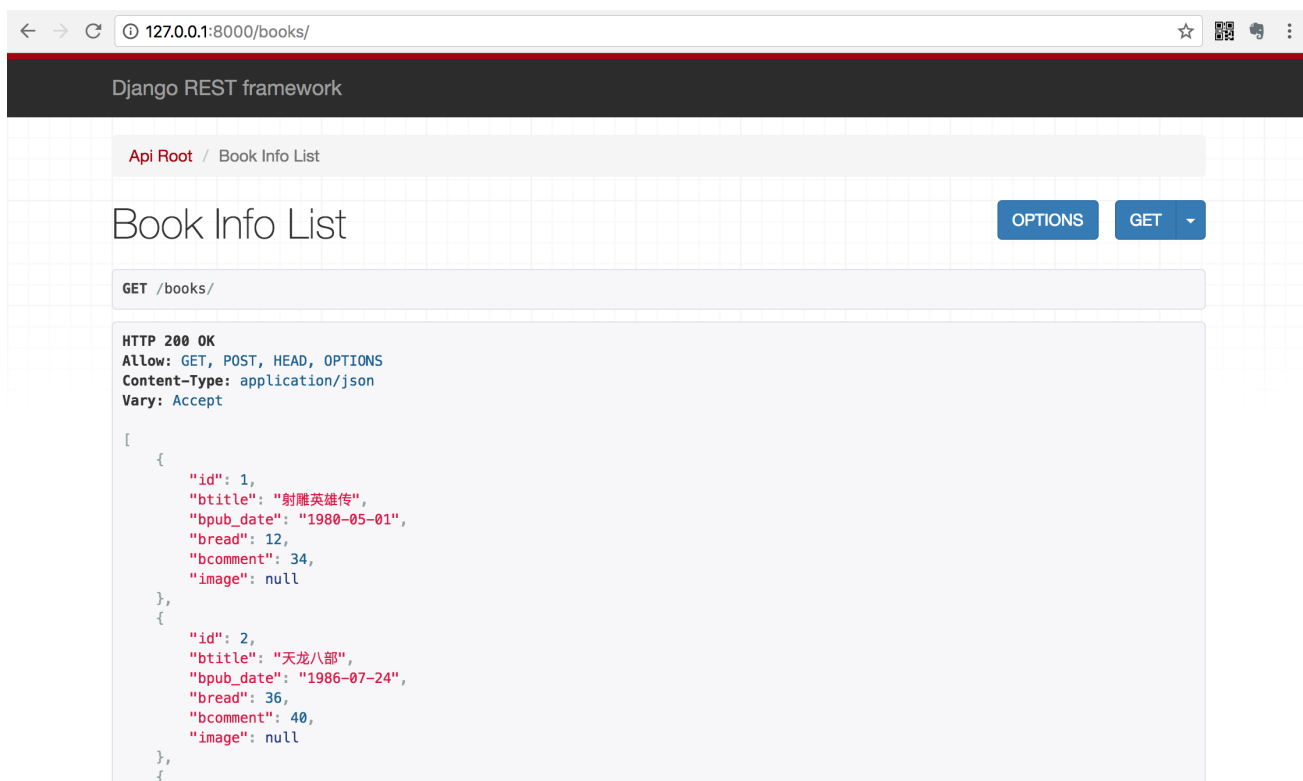 127.0.0.1:8000/books/
Django REST framework
Api Root / Book Info List
Book Info List
OPTIONS
GET
GET /books/
HTTP 200 OK
Allow: GET, POST, HEAD, OPTIONS
Content-Type: application/json
Vary: Accept
[
    {
        "id": 1,
        "btitle": "射雕英雄传",
        "bpub_date": "1980-05-01",
        "bread": 12,
        "bcomment": 34,
        "image": null
    },
    {
        "id": 2,
        "btitle": "天龙八部",
        "bpub_date": "1986-07-24",
        "bread": 36,
        "bcomment": 40,
        "image": null
    },
    {